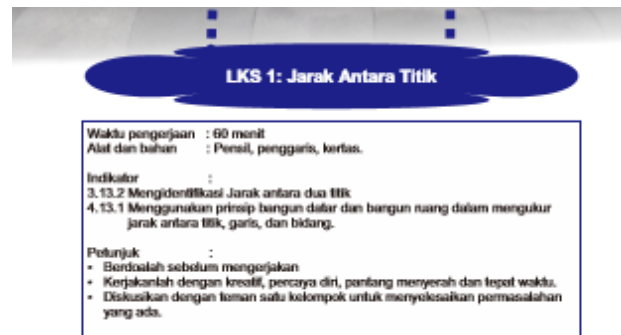 LKS 1: Jarak Antara Titik
Waktu pengerjaan : 60 menit
Alat dan bahan : Pensil, penggaris, kertas.
Indikator :
3.13.2 Mengidentifikasi Jarak antara dua titik
4.13.1 Menggunakan prinsip bangun datar dan bangun ruang dalam mengukur
jarak antara titik, garis, dan bidang.
Petunjuk :
• Berdoalah sebelum mengerjakan
• Kerjakanlah dengan kreatif, percaya diri, pantang menyerah dan tepat waktu.
• Diskusikan dengan teman satu kelompok untuk menyelesaikan permasalahan
yang ada.